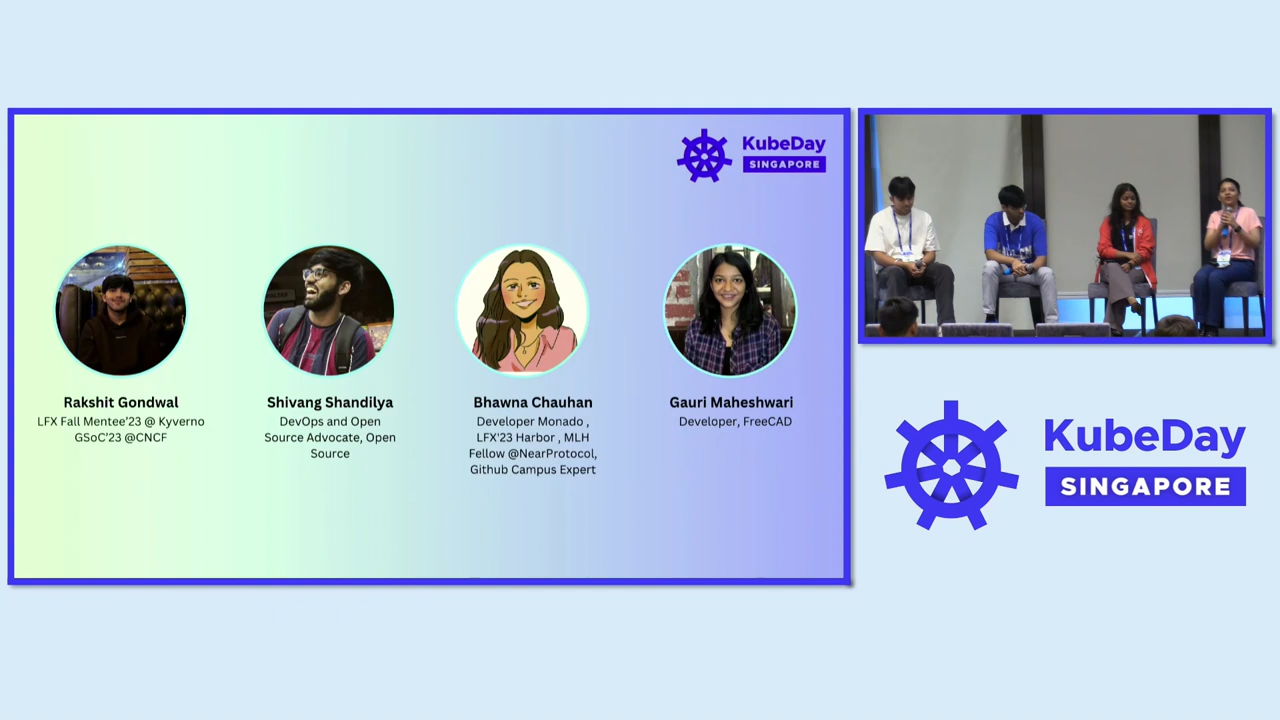 KubeDay
SINGAPORE
Rakshit Gondwal
LFX Fall Mentee'23 @ Kyverno
GSoC'23 @CNCF
Shivang Shandilya
DevOps and Open
Source Advocate, Open
Source
Bhawna Chauhan
Developer Monado ,
LFX'23 Harbor , MLH
Fellow @NearProtocol,
Github Campus Expert
Gauri Maheshwari
Developer, FreeCAD
KubeDay
SINGAPORE